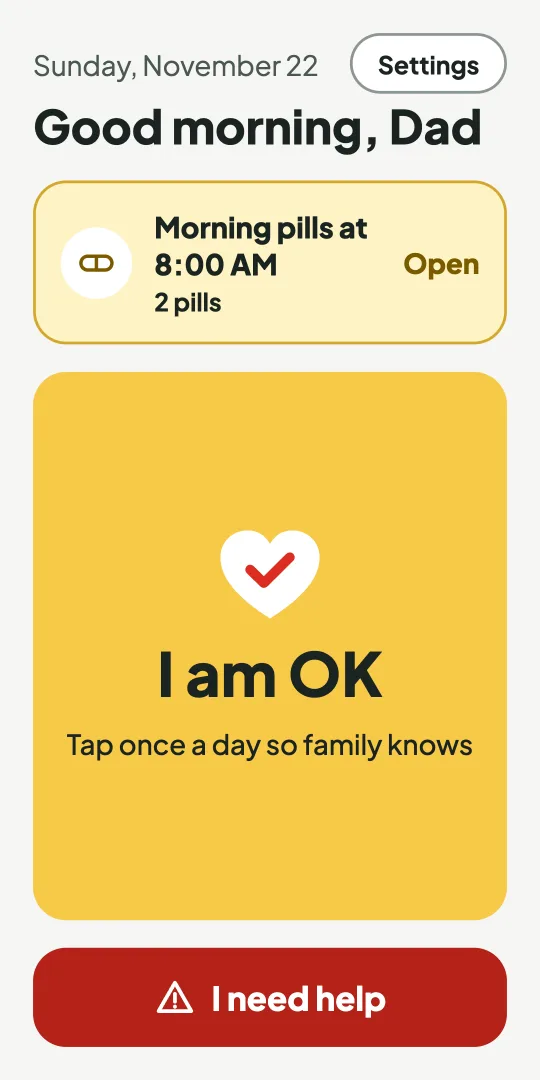 Sunday, November 22
Settings
Good morning, Dad
Morning pills at
8:00 AM
2 pills
Open
I am OK
Tap once a day so family knows
I need help